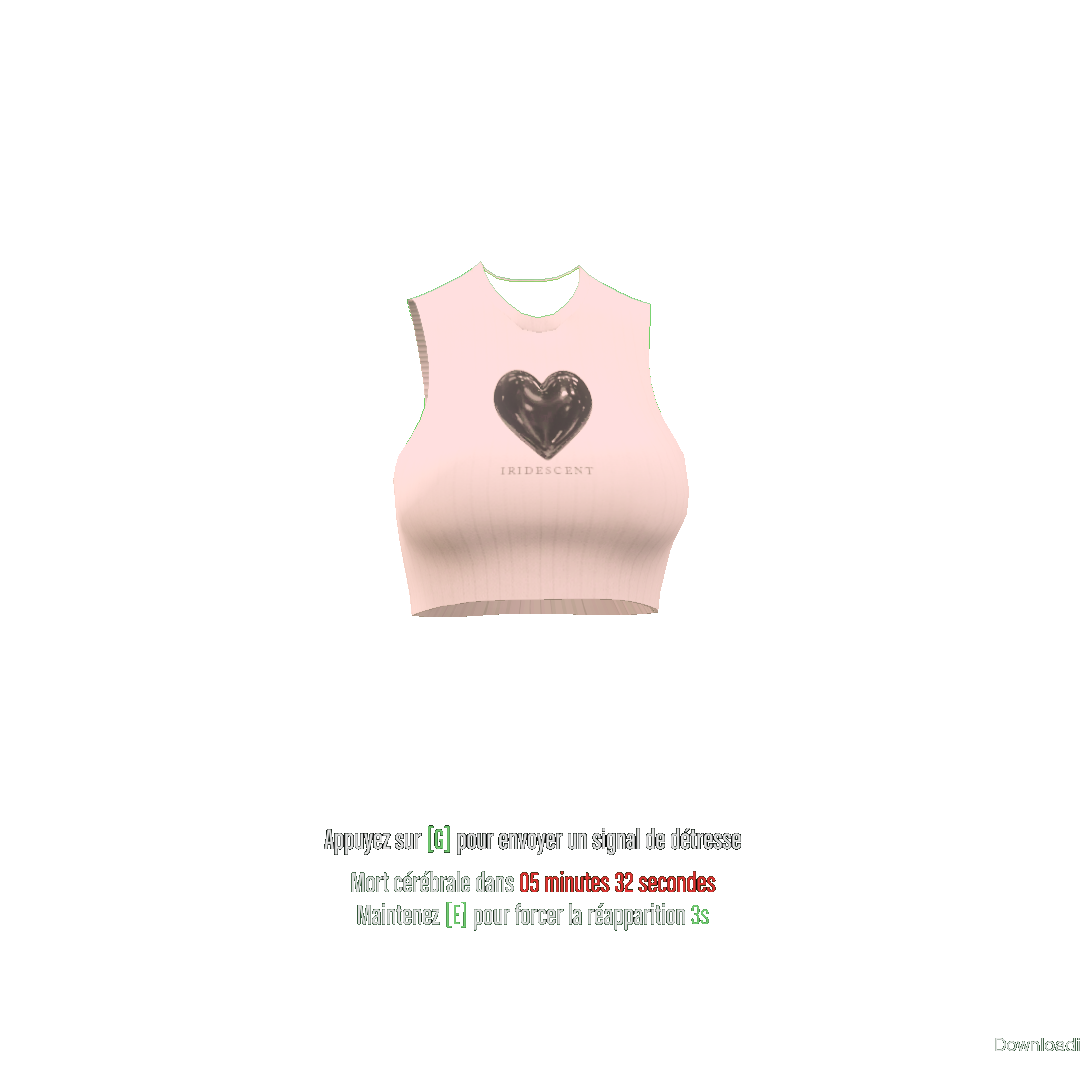 IRIDESCENT
Appuyez sur [G] pour envoyer un signal de détresse
Mort cérébrale dans 05 minutes 32 secondes
Maintenez [E] pour forcer la réapparition 3s
Downloadi